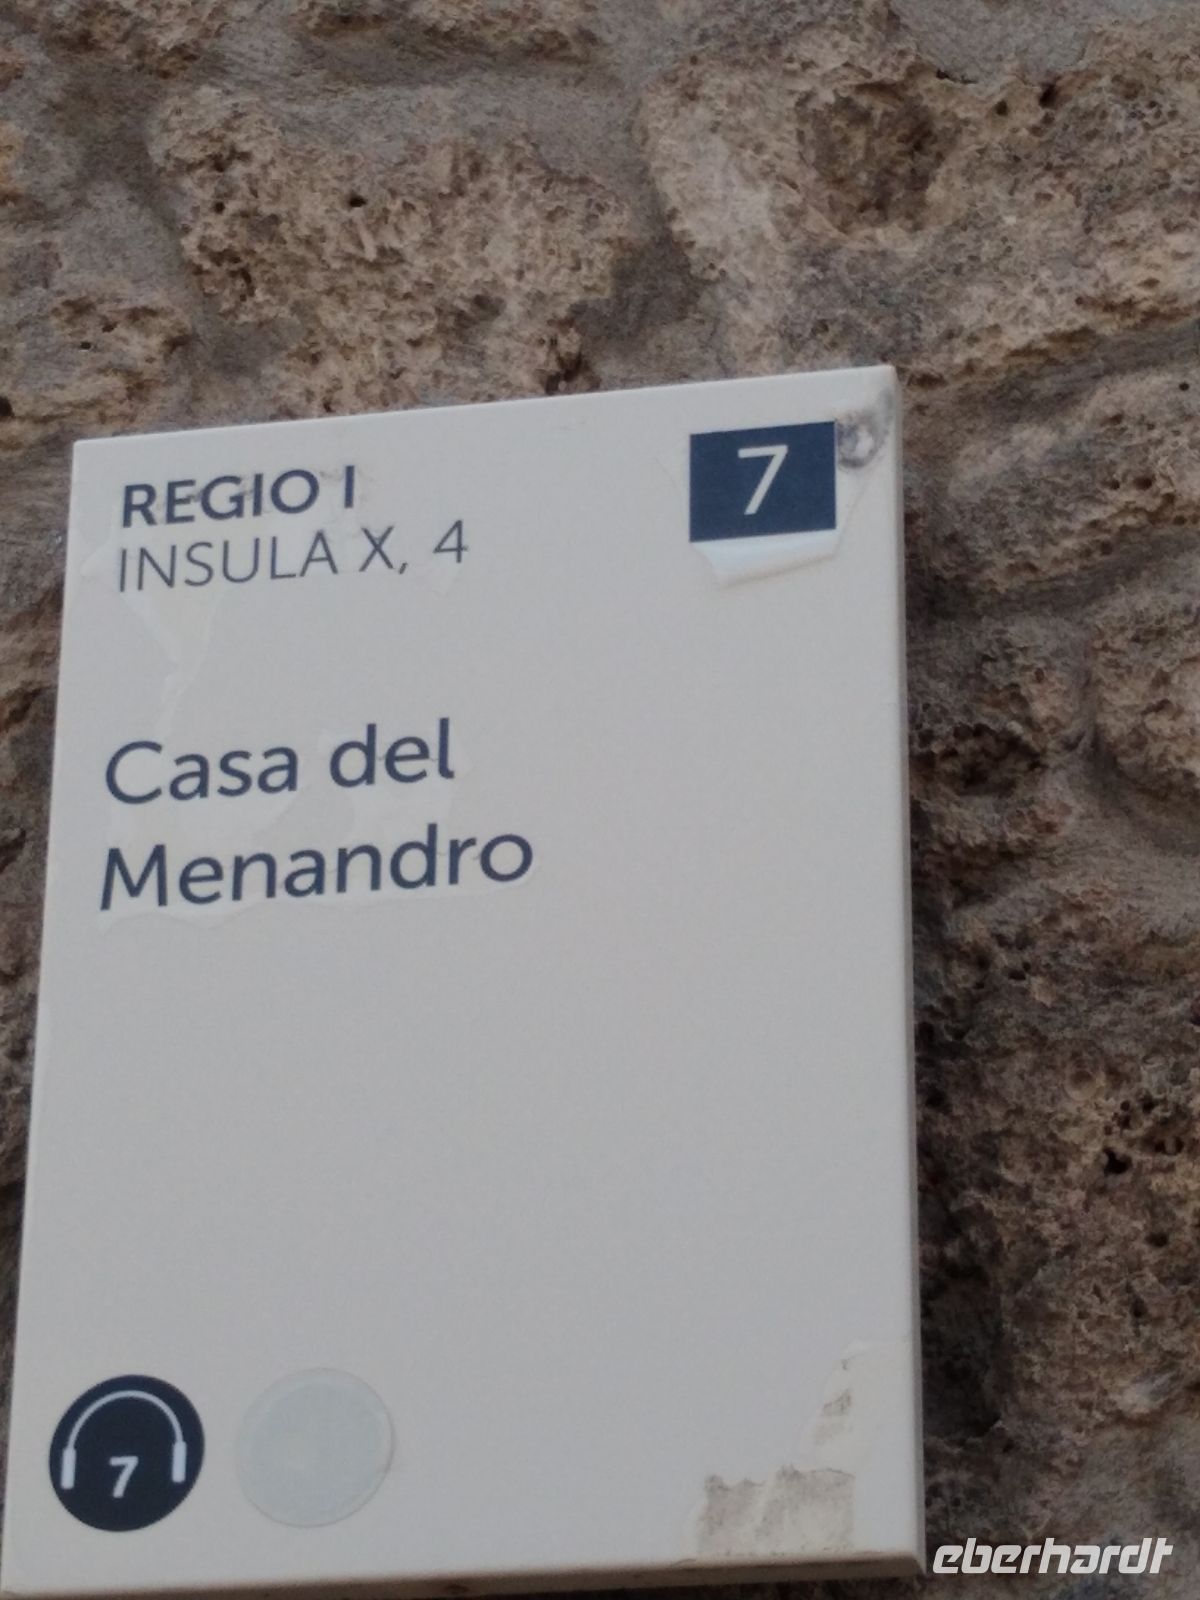 REGIO I
7
INSULA X, 4
Casa del
Menandro
7
eberhardt